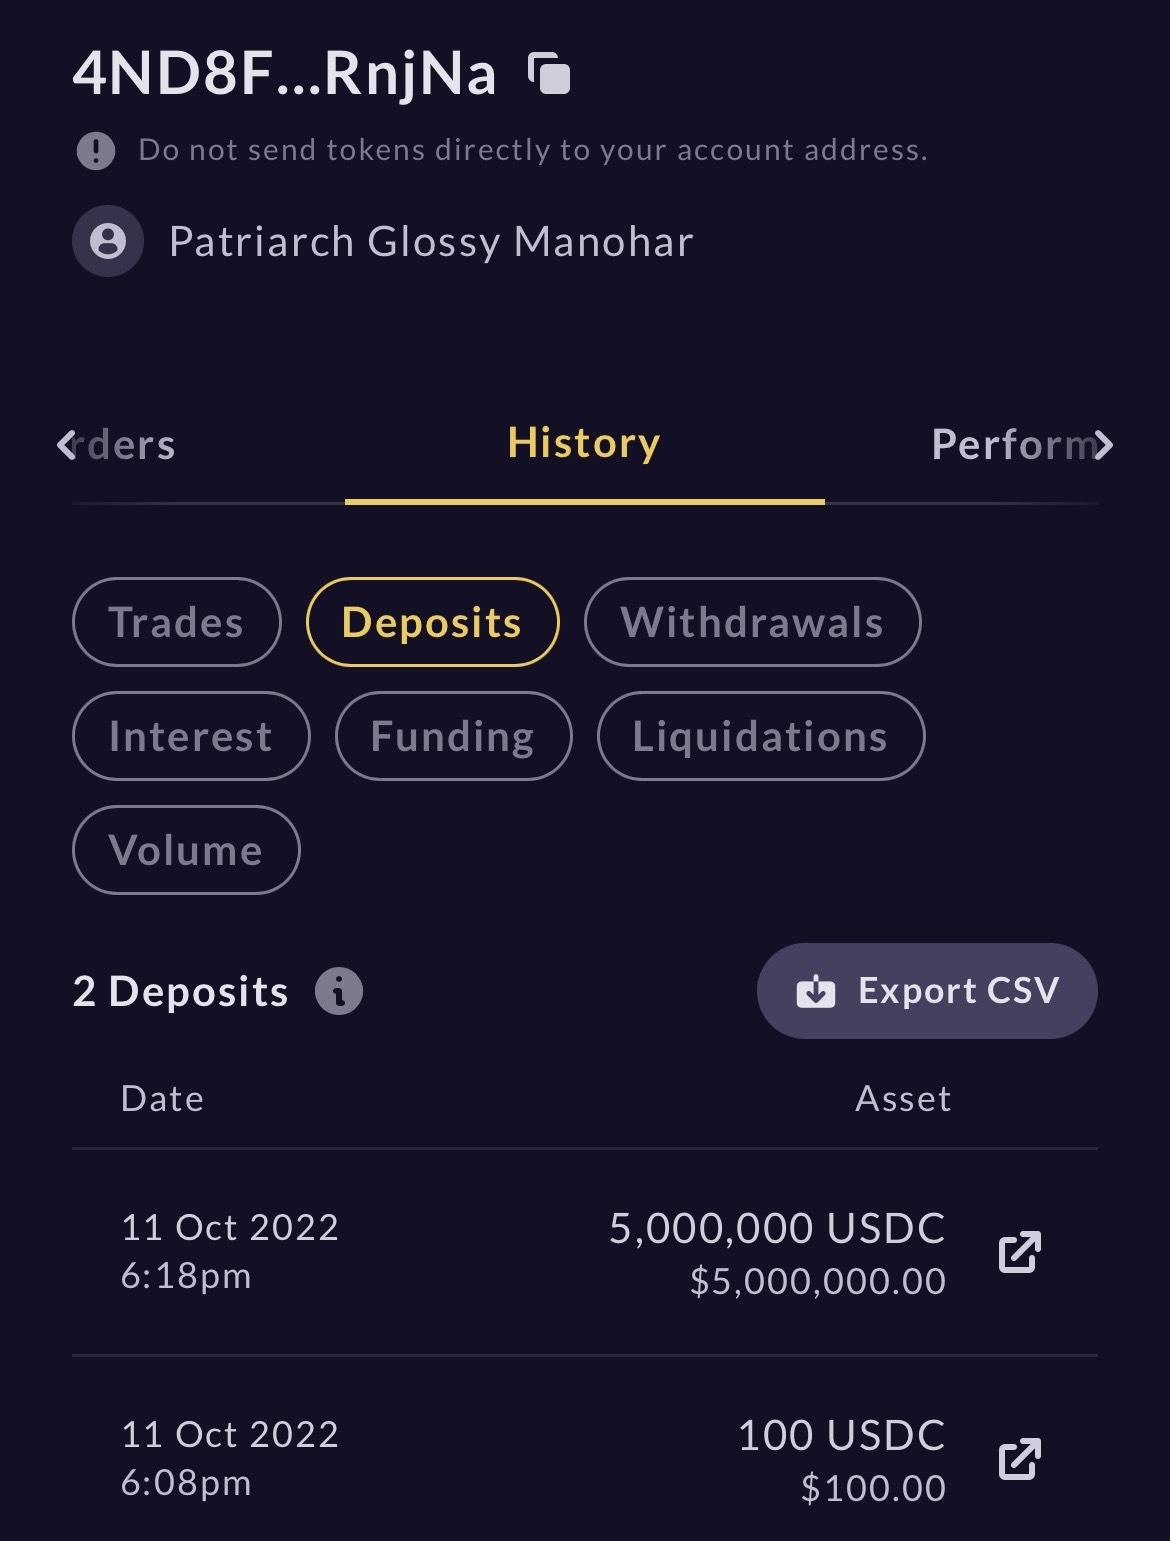 4ND8F...RnjNa
Do not send tokens directly to your account address.
Patriarch Glossy Manohar
rders History Perform
Trades Deposits Withdrawals
Interest Funding Liquidations
Volume
2 Deposits Export CSV
Date Asset
11 Oct 2022 5,000,000 USDC
6:18pm $5,000,000.00
11 Oct 2022 100 USDC
6:08pm $100.00